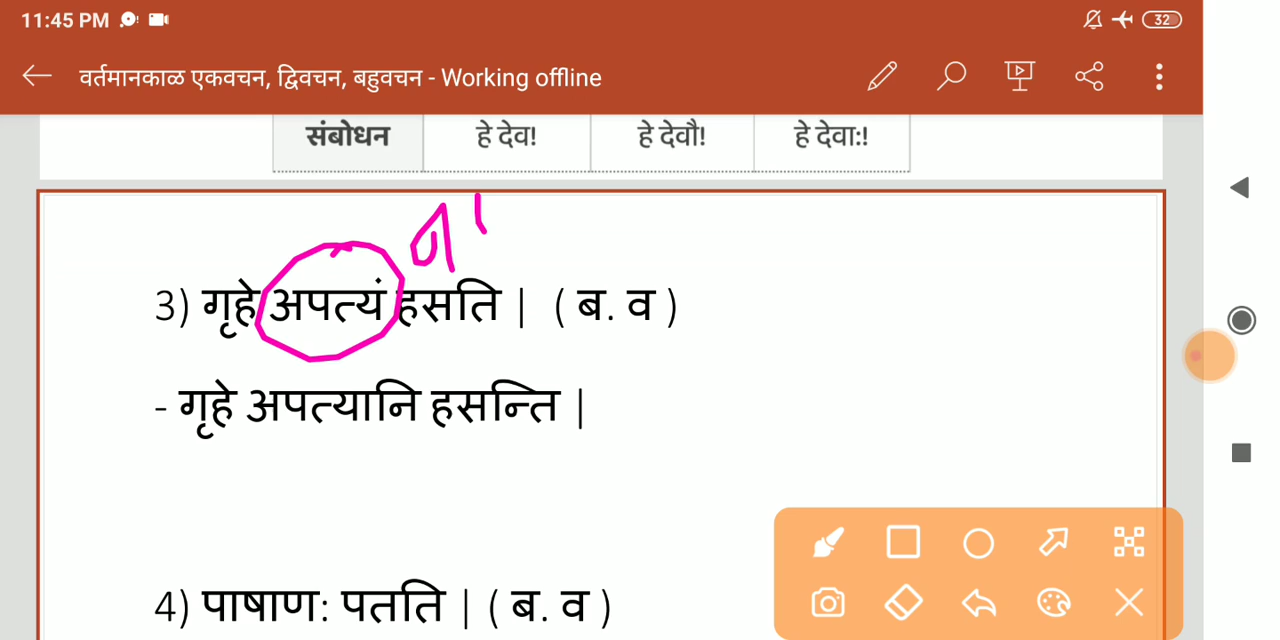 11:45 PM 32
वर्तमानकाळ एकवचन, द्विवचन, बहुवचन - Working offline
संबोधन हे देव! हे देवौ! हे देवा:!
3) गृहे अपत्यं हसति | ( ब. व )
- गृहे अपत्यानि हसन्ति |
4) पाषाण: पतति | ( ब. व )